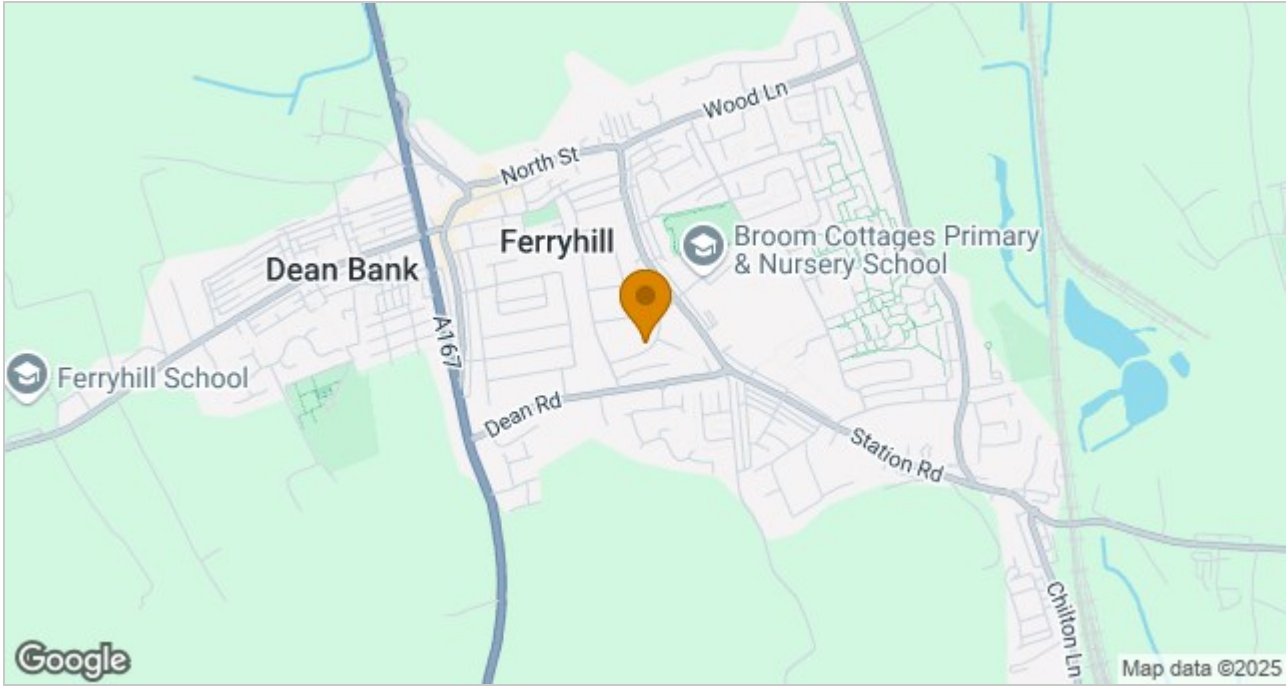 Wood Ln
North St
Ferryhill
Broom Cottages Primary
& Nursery School
Dean Bank
A167
Ferryhill School
Dean Rd
Station Rd
Chilton Ln
Google
Map data ©2025